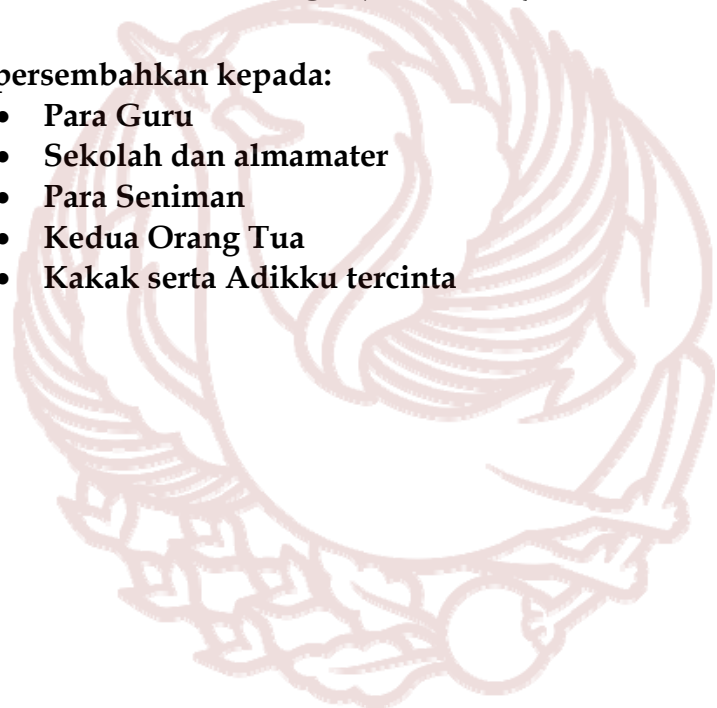 persembahkan kepada:
• Para Guru
• Sekolah dan almamater
• Para Seniman
• Kedua Orang Tua
• Kakak serta Adikku tercinta